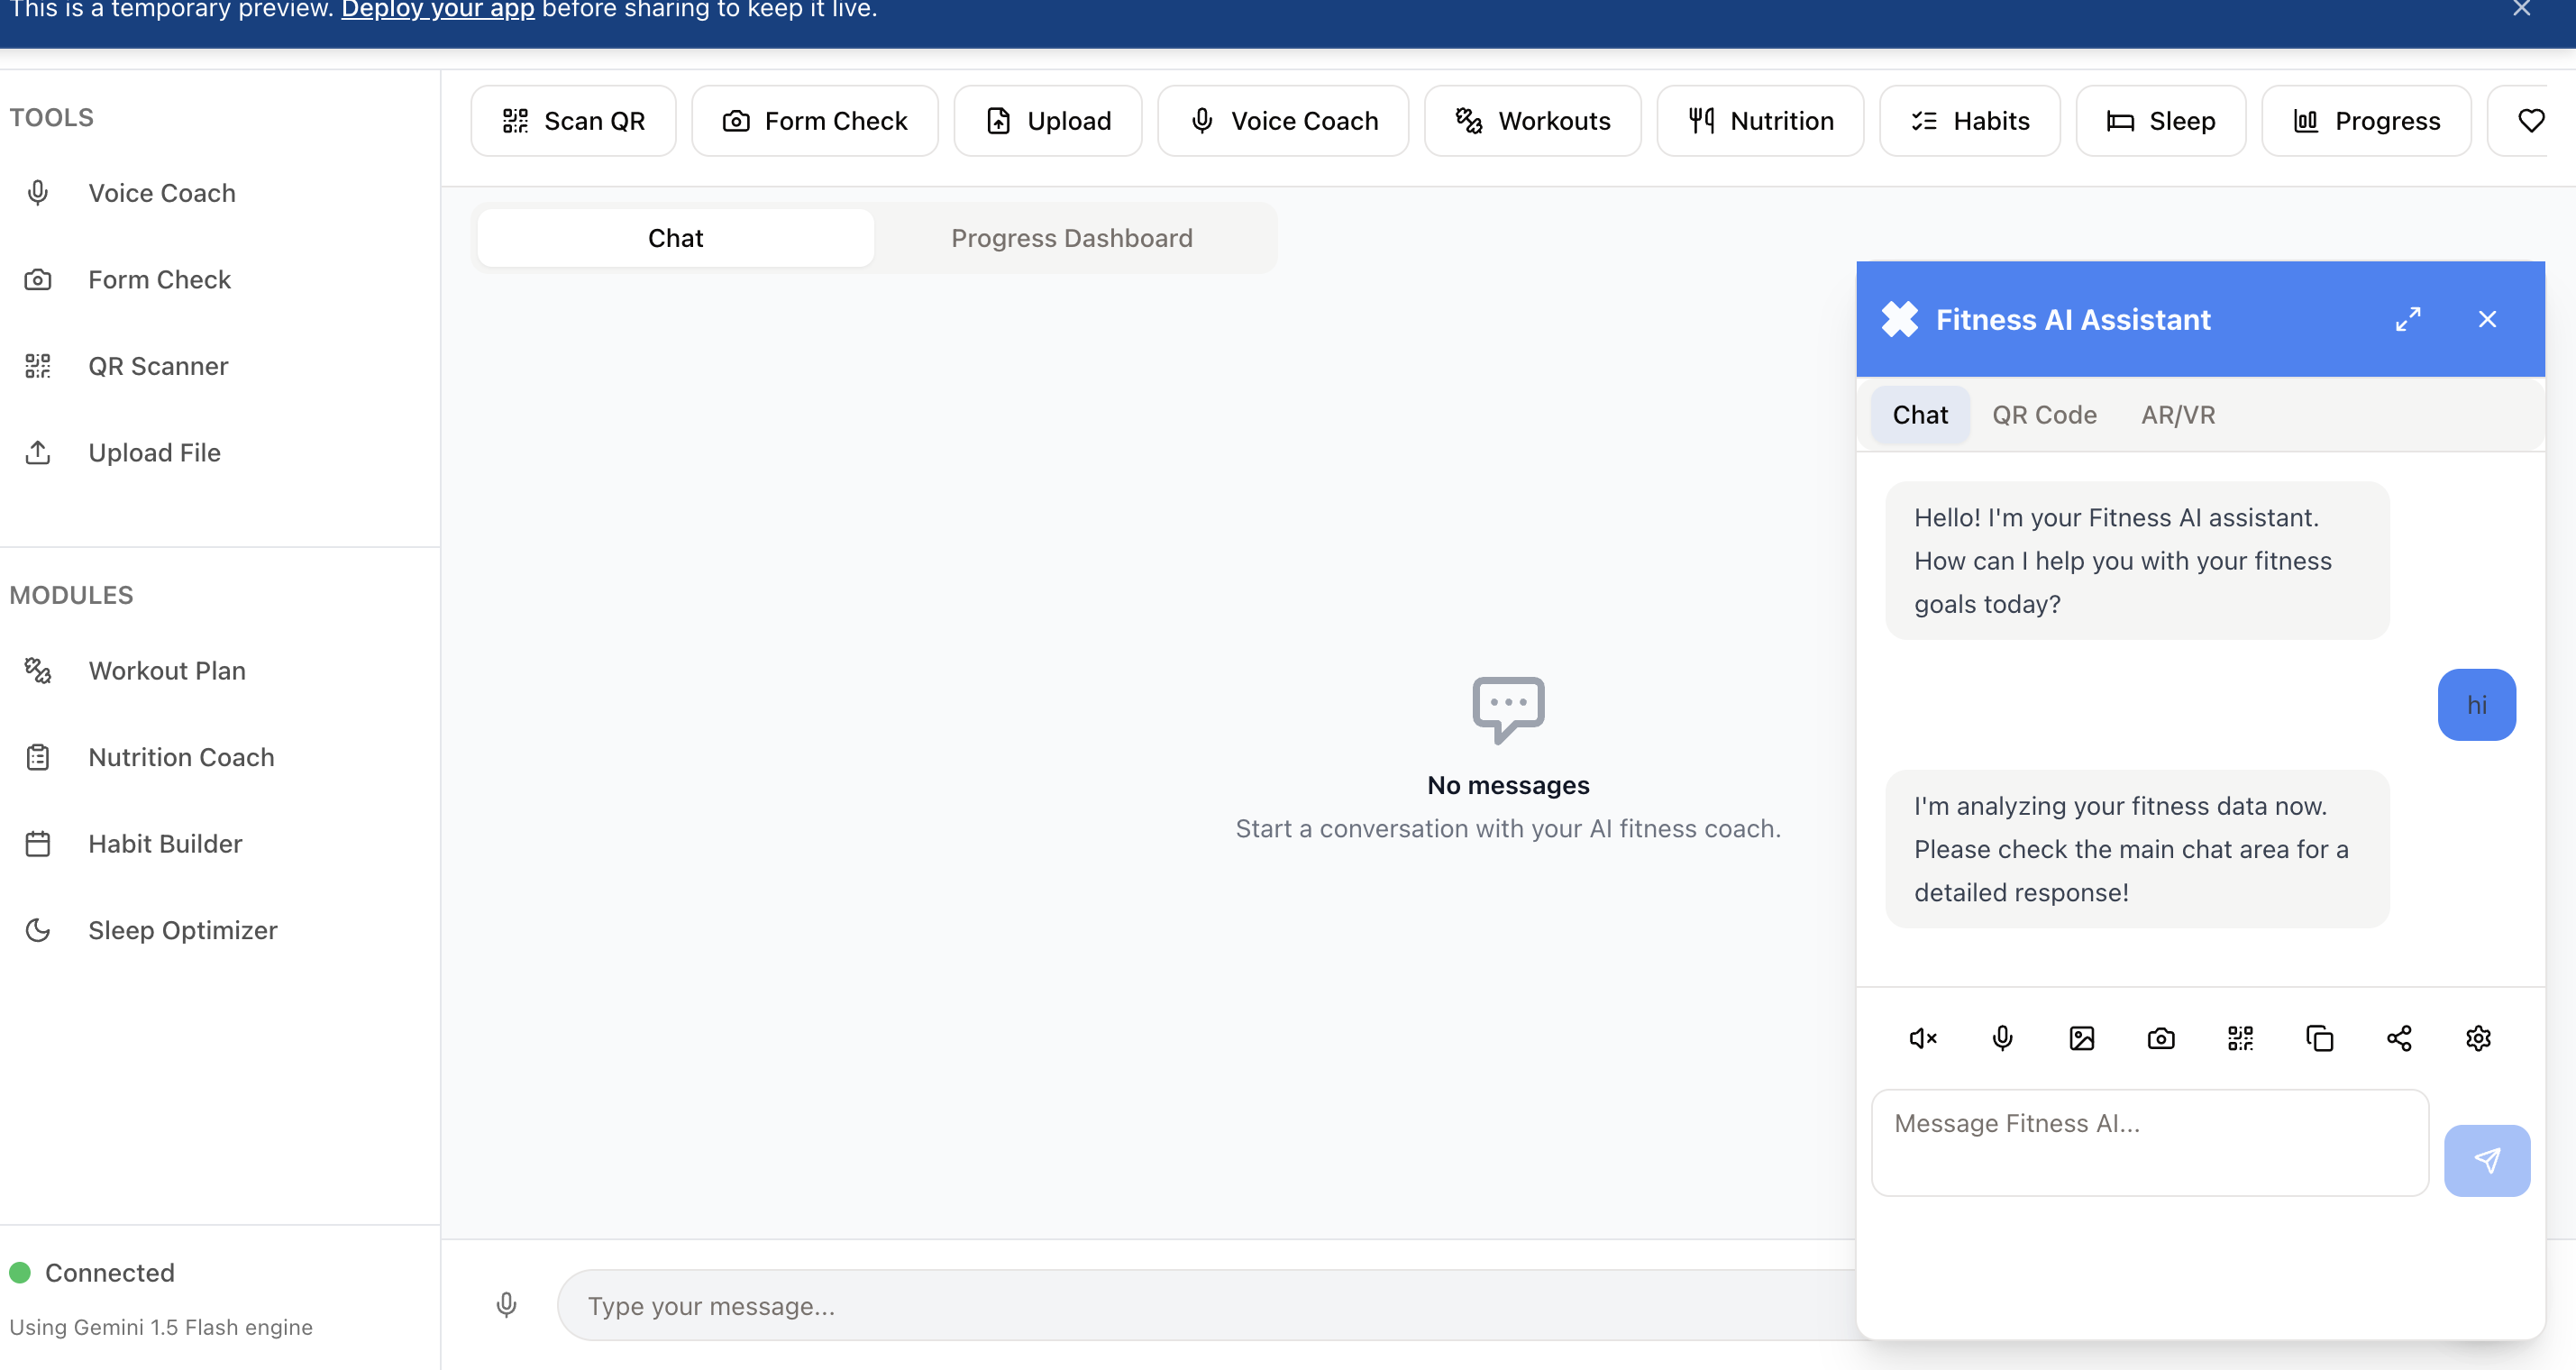 This is a temporary preview. Deploy your app before sharing to keep it live.
TOOLS
Voice Coach
Form Check
QR Scanner
Upload File
MODULES
Workout Plan
Nutrition Coach
Habit Builder
Sleep Optimizer
Connected
Using Gemini 1.5 Flash engine
Scan QR
Form Check
Upload
Voice Coach
Workouts
Nutrition
Habits
Sleep
Progress
Chat
Progress Dashboard
No messages
Start a conversation with your AI fitness coach.
Type your message...
Fitness AI Assistant
Chat
QR Code
AR/VR
Hello! I'm your Fitness AI assistant.
How can I help you with your fitness
goals today?
hi
I'm analyzing your fitness data now.
Please check the main chat area for a
detailed response!
Message Fitness AI...